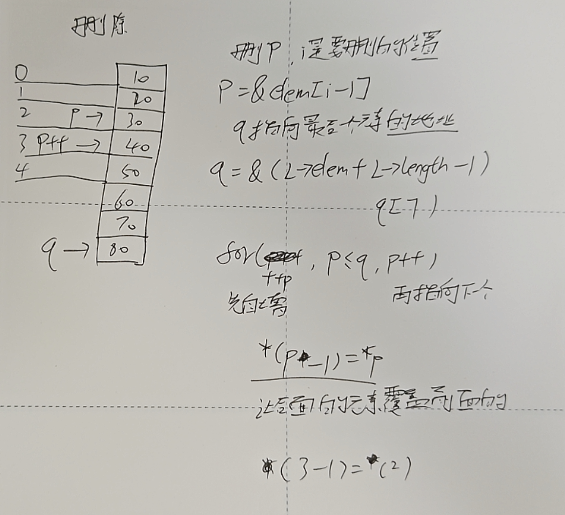 删除
0 10
1 20
2 P→ 30
3 P++→ 40
4 50
60
70
q→ 80
删P,是要删的位置
P=&elem[i-1]
q指向最后个元素的地址
q=&(L→elem+L→length-1)
q[7]
for(++p, p≤q, p++)
先自增 再指向下一个
*(p-1)=*p
让后面的元素覆盖前面的
*(3-1)=*(2)